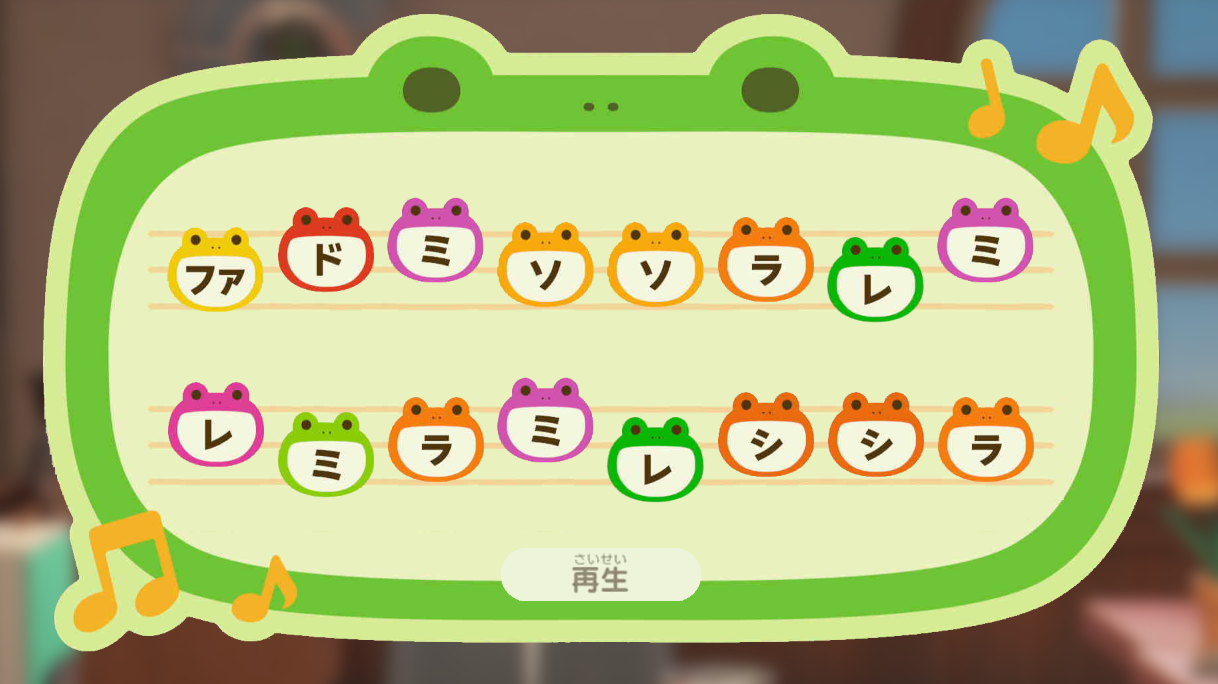 ファ ド ミ ソ ソ ラ レ ミ
レ ミ ラ ミ レ シ シ ラ
さいせい
再生